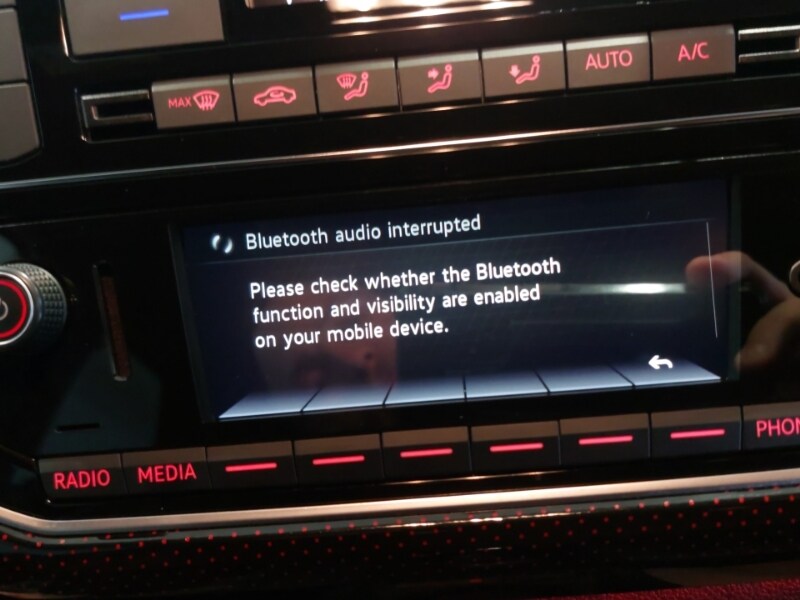 MAX
AUTO
A/C
Bluetooth audio interrupted
Please check whether the Bluetooth
function and visibility are enabled
on your mobile device.
RADIO
MEDIA
PHON